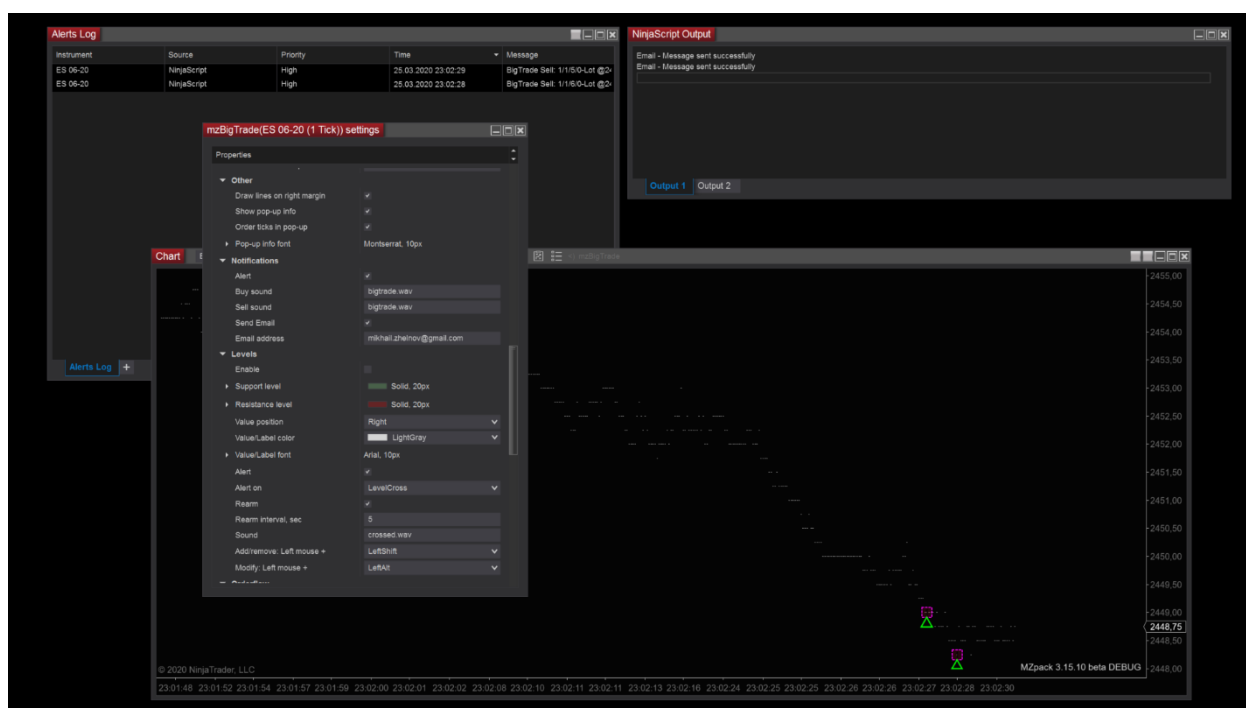 Alerts Log
Instrument Source Priority Time Message
ES 06-20 NinjaScript High 25.03.2020 23:02:29 BigTrade Sell: 1/1/5/0-Lot @2
ES 06-20 NinjaScript High 25.03.2020 23:02:28 BigTrade Sell: 1/1/6/0-Lot @2
Alerts Log +
NinjaScript Output
Email - Message sent successfully
Email - Message sent successfully
Output 1 Output 2
mzBigTrade(ES 06-20 (1 Tick)) settings
Properties
Other
Draw lines on right margin
Show pop-up info
Order ticks in pop-up
Pop-up info font Montserrat, 10px
Notifications
Alert
Buy sound bigtrade.wav
Sell sound bigtrade.wav
Send Email
Email address mikhail.zhelnov@gmail.com
Levels
Enable
Support level Solid, 20px
Resistance level Solid, 20px
Value position Right
Value/Label color LightGray
Value/Label font Arial, 10px
Alert
Alert on LevelCross
Rearm
Rearm interval, sec 5
Sound crossed.wav
Add/remove: Left mouse + LeftShift
Modify: Left mouse + LeftAlt
Chart
mzBigTrade
2455,00
2454,50
2454,00
2453,50
2453,00
2452,50
2452,00
2451,50
2451,00
2450,50
2450,00
2449,50
2449,00
2448,75
2448,50
2448,00
© 2020 NinjaTrader, LLC
MZpack 3.15.10 beta DEBUG
23:01:48 23:01:52 23:01:54 23:01:57 23:01:59 23:02:00 23:02:01 23:02:02 23:02:08 23:02:10 23:02:11 23:02:11 23:02:13 23:02:16 23:02:24 23:02:25 23:02:25 23:02:26 23:02:26 23:02:27 23:02:28 23:02:30